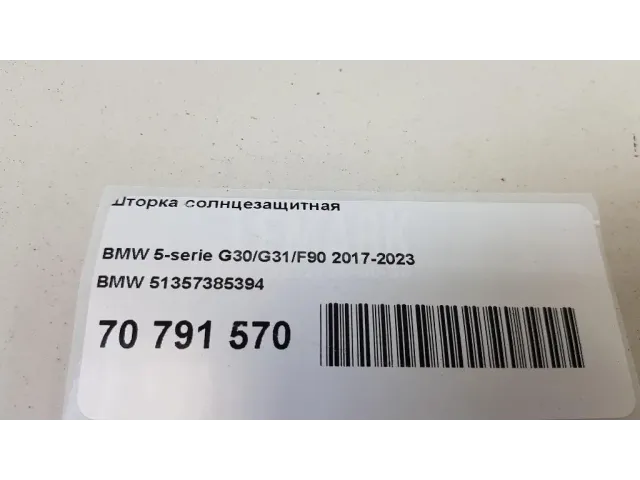 Шторка солнцезащитная
BMW 5-serie G30/G31/F90 2017-2023
BMW 51357385394
70 791 570